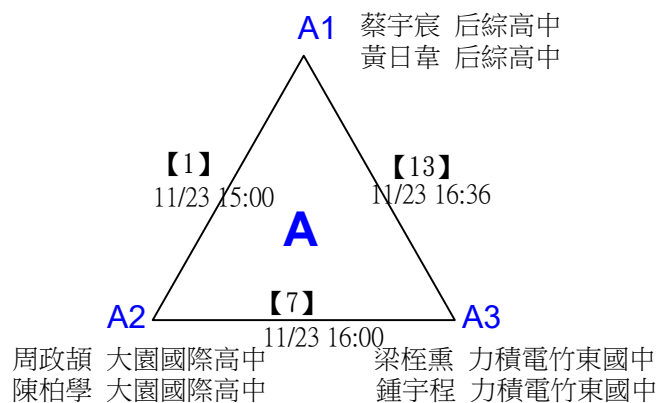 A1
蔡宇宸 后綜高中
黃日韋 后綜高中
【1】
11/23 15:00
【13】
11/23 16:36
A
【7】
11/23 16:00
A2
A3
周政頡 大園國際高中
陳柏學 大園國際高中
梁桎熏 力積電竹東國中
鍾宇程 力積電竹東國中